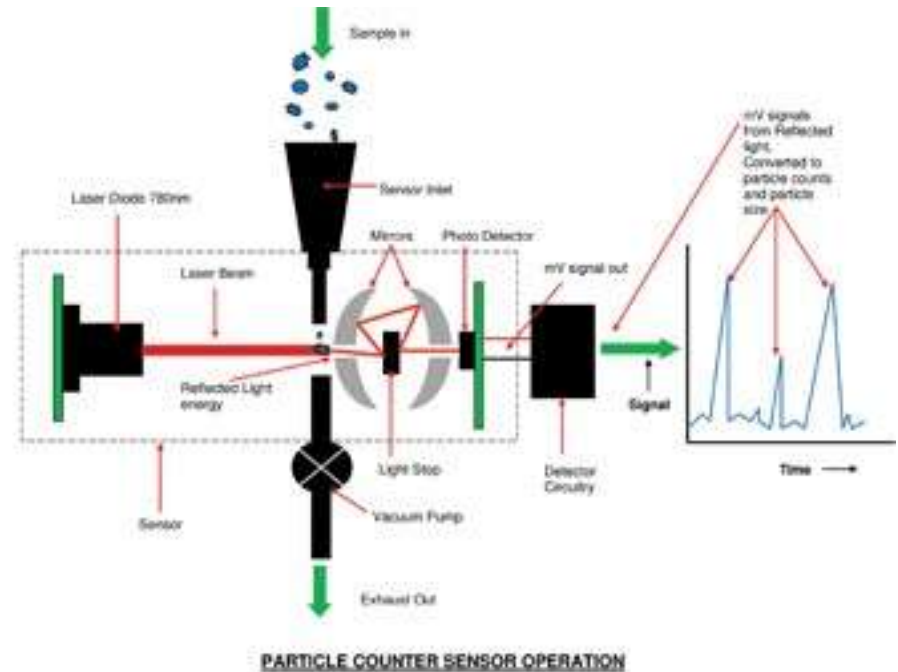 Sample In
mV signals
from Reflected
light,
Converted to
particle counts
and particle
size
Sensor Inlet
Laser Diode 780nm
Mirrors
Photo Detector
Laser Beam
mV signal out
Reflected Light
energy
Signal
Light Stop
Detector
Circuitry
Time
Vacuum Pump
Sensor
Exhaust Out
PARTICLE COUNTER SENSOR OPERATION